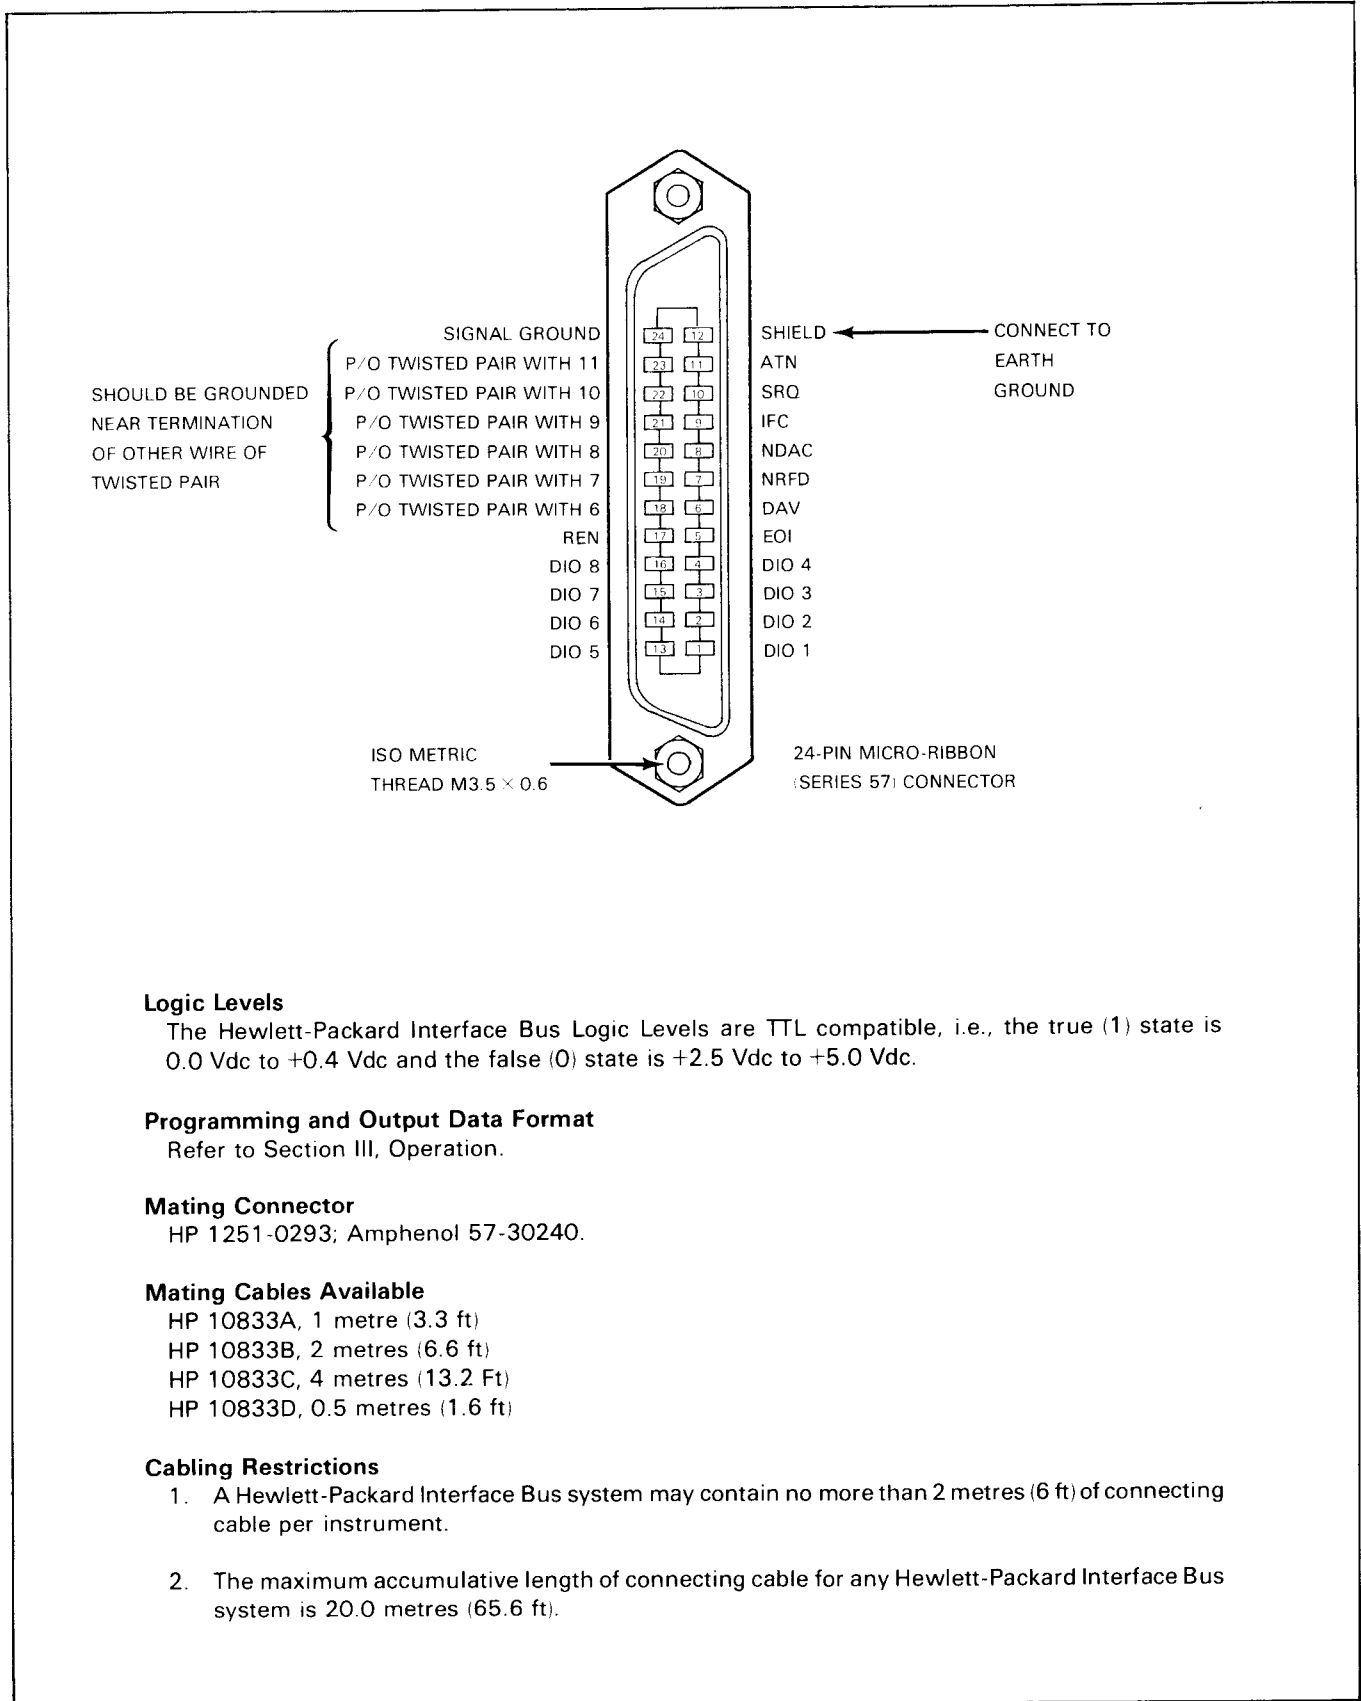 SIGNAL GROUND 24 12 SHIELD CONNECT TO
P/O TWISTED PAIR WITH 11 23 11 ATN EARTH
SHOULD BE GROUNDED P/O TWISTED PAIR WITH 10 22 10 SRQ GROUND
NEAR TERMINATION P/O TWISTED PAIR WITH 9 21 9 IFC
OF OTHER WIRE OF P/O TWISTED PAIR WITH 8 20 8 NDAC
TWISTED PAIR P/O TWISTED PAIR WITH 7 19 7 NRFD
P/O TWISTED PAIR WITH 6 18 6 DAV
REN 17 5 EOI
DIO 8 16 4 DIO 4
DIO 7 15 3 DIO 3
DIO 6 14 2 DIO 2
DIO 5 13 1 DIO 1
ISO METRIC
THREAD M3.5 × 0.6
24-PIN MICRO-RIBBON
(SERIES 57) CONNECTOR
Logic Levels
The Hewlett-Packard Interface Bus Logic Levels are TTL compatible, i.e., the true (1) state is
0.0 Vdc to +0.4 Vdc and the false (0) state is +2.5 Vdc to +5.0 Vdc.
Programming and Output Data Format
Refer to Section III, Operation.
Mating Connector
HP 1251-0293; Amphenol 57-30240.
Mating Cables Available
HP 10833A, 1 metre (3.3 ft)
HP 10833B, 2 metres (6.6 ft)
HP 10833C, 4 metres (13.2 Ft)
HP 10833D, 0.5 metres (1.6 ft)
Cabling Restrictions
1. A Hewlett-Packard Interface Bus system may contain no more than 2 metres (6 ft) of connecting
cable per instrument.
2. The maximum accumulative length of connecting cable for any Hewlett-Packard Interface Bus
system is 20.0 metres (65.6 ft).